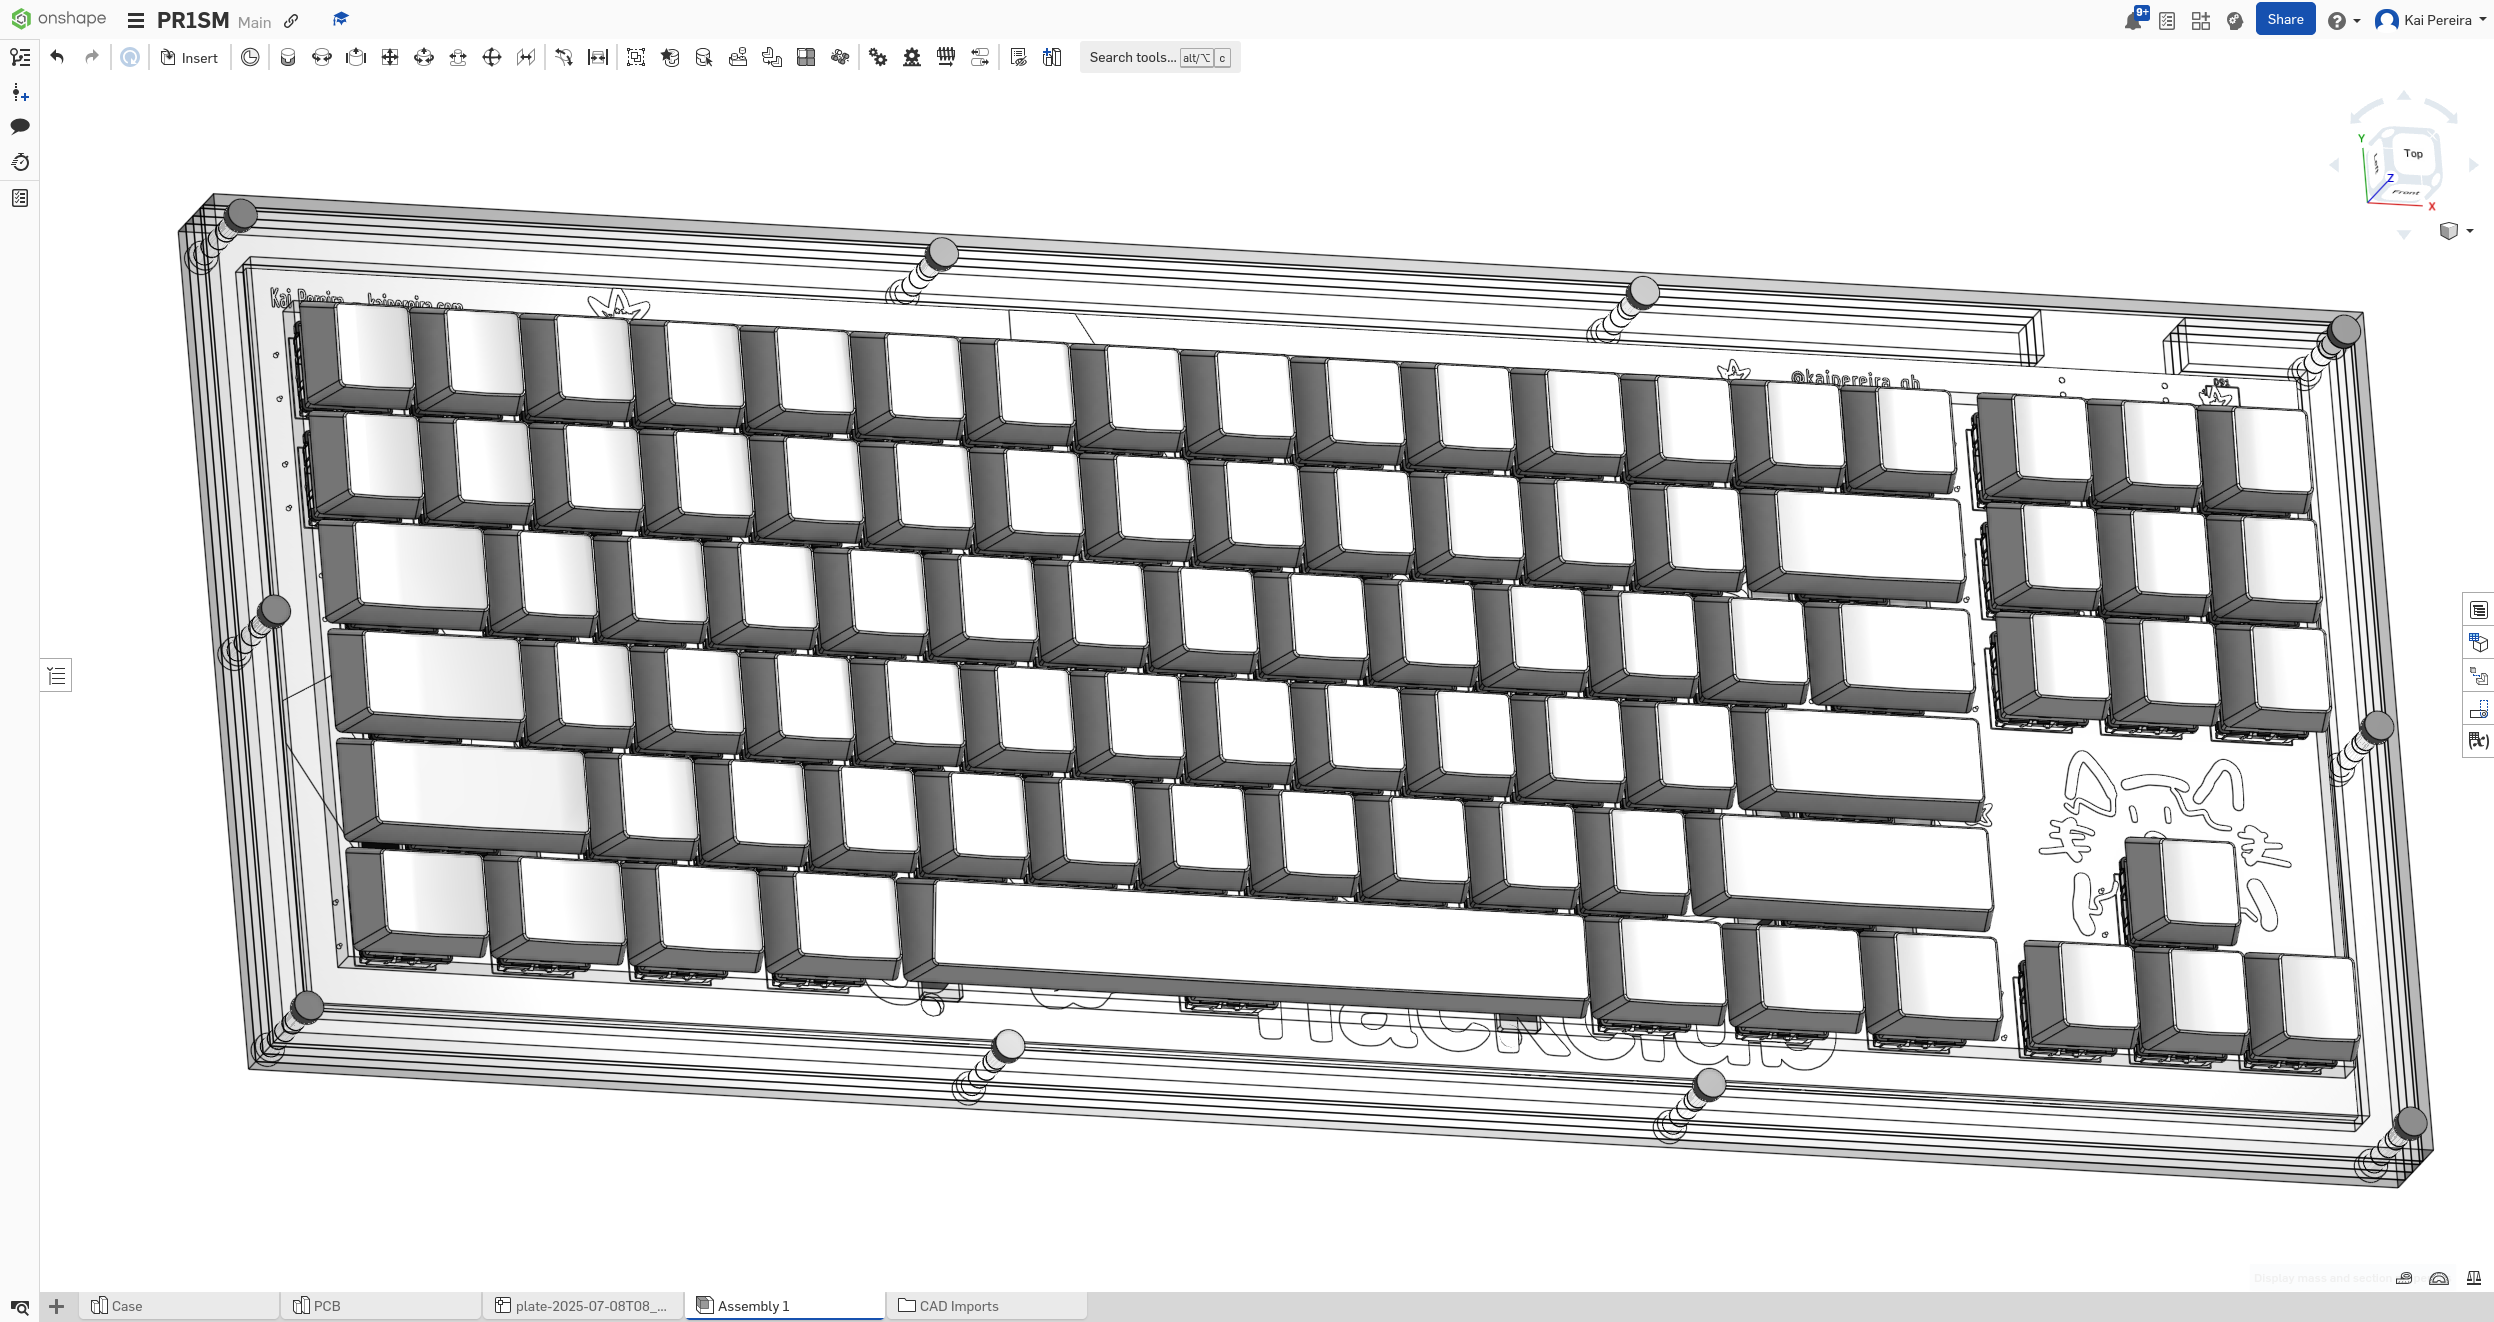 onshape
PR1SM Main
9+
Share
Kai Pereira
Insert
Search tools... alt/⌥ c
Y
Top
Left
Front
Z
X
Kai Pereira kaipereira.com
@kaipereira_gh
Display mass and section
Case
PCB
plate-2025-07-08T08_...
Assembly 1
CAD Imports